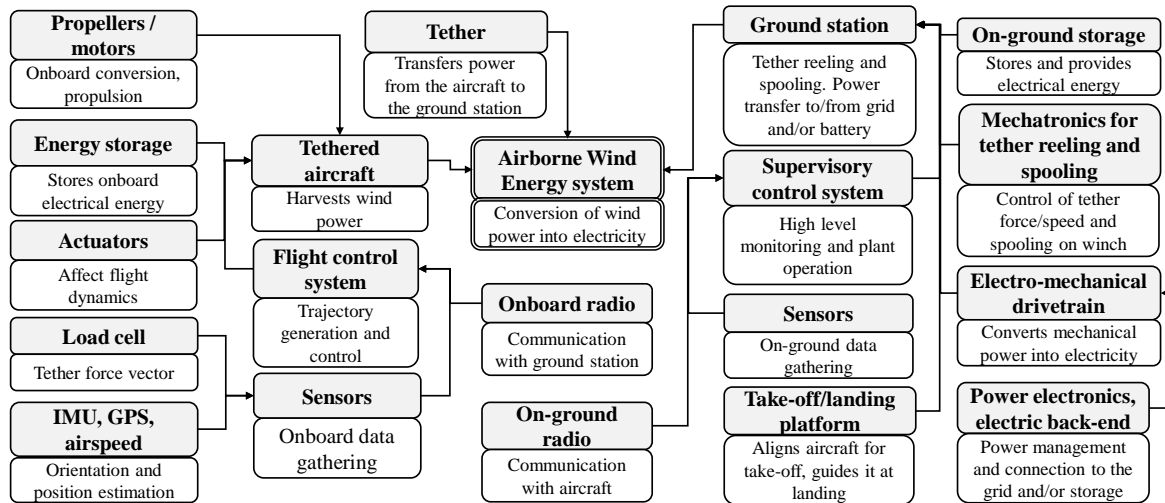 Propellers /
motors
Onboard conversion,
propulsion
Energy storage
Stores onboard
electrical energy
Actuators
Affect flight
dynamics
Load cell
Tether force vector
IMU, GPS,
airspeed
Orientation and
position estimation
Tether
Transfers power
from the aircraft to
the ground station
Tethered
aircraft
Harvests wind
power
Flight control
system
Trajectory
generation and
control
Sensors
Onboard data
gathering
Airborne Wind
Energy system
Conversion of wind
power into electricity
Onboard radio
Communication
with ground station
On-ground
radio
Communication
with aircraft
Ground station
Tether reeling and
spooling. Power
transfer to/from grid
and/or battery
Supervisory
control system
High level
monitoring and plant
operation
Sensors
On-ground data
gathering
Take-off/landing
platform
Aligns aircraft for
take-off, guides it at
landing
On-ground storage
Stores and provides
electrical energy
Mechatronics for
tether reeling and
spooling
Control of tether
force/speed and
spooling on winch
Electro-mechanical
drivetrain
Converts mechanical
power into electricity
Power electronics,
electric back-end
Power management
and connection to the
grid and/or storage